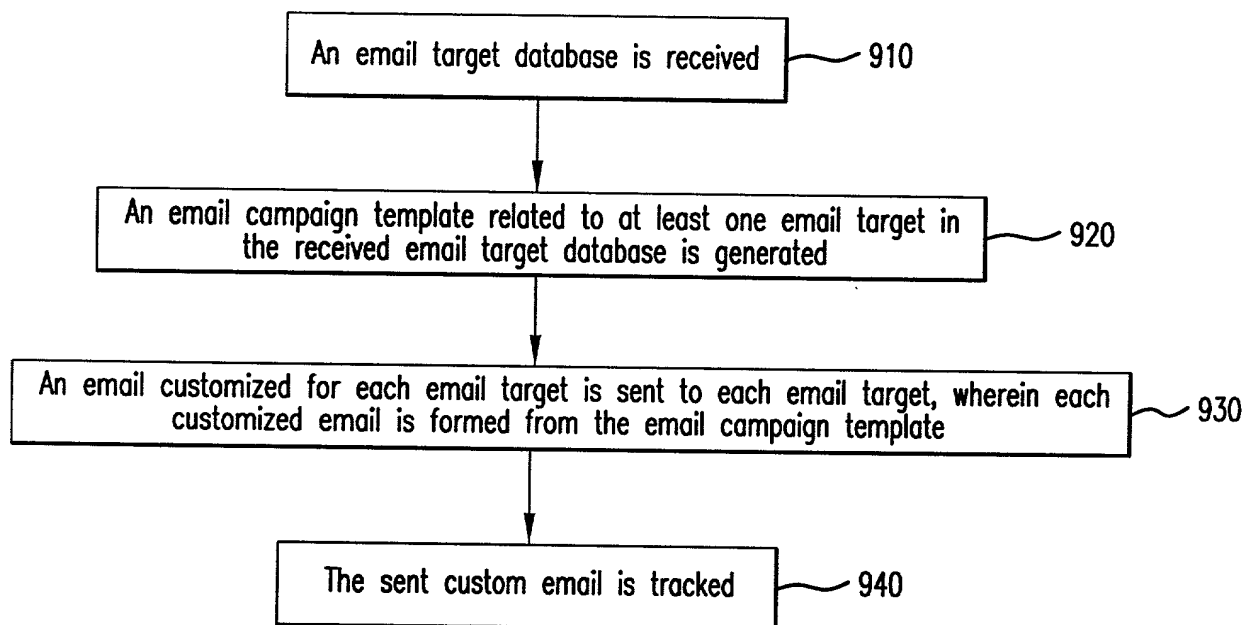 An email target database is received
910
An email campaign template related to at least one email target in
the received email target database is generated
920
An email customized for each email target is sent to each email target, wherein each
customized email is formed from the email campaign template
930
The sent custom email is tracked
940